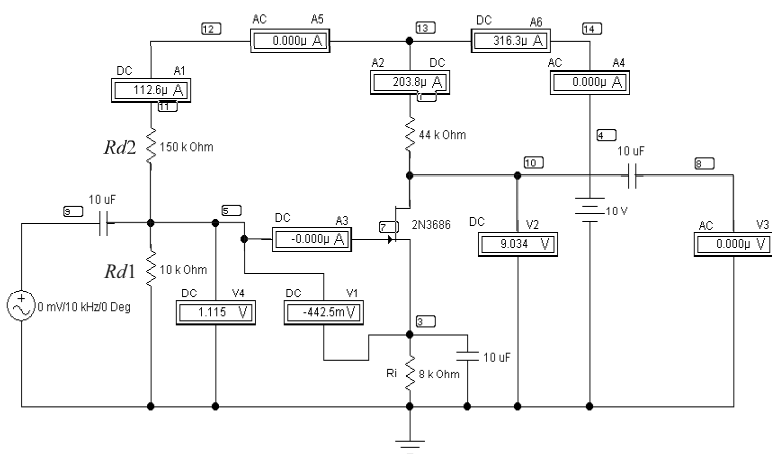 12
AC A5
0.000µ A
13
DC A6
316.3µ A
14
DC A1
112.6µ A
11
A2 DC
203.8µ A
AC A4
0.000µ A
Rd2
150 k Ohm
44 k Ohm
4
10
10 uF
8
9
10 uF
5
DC A3
-0.000µ A
7
2N3686
DC V2
9.034 V
10 V
AC V3
0.000µ V
Rd1
10 k Ohm
0 mV/10 kHz/0 Deg
DC V4
1.115 V
DC V1
-442.5m V
3
Ri
8 k Ohm
10 uF